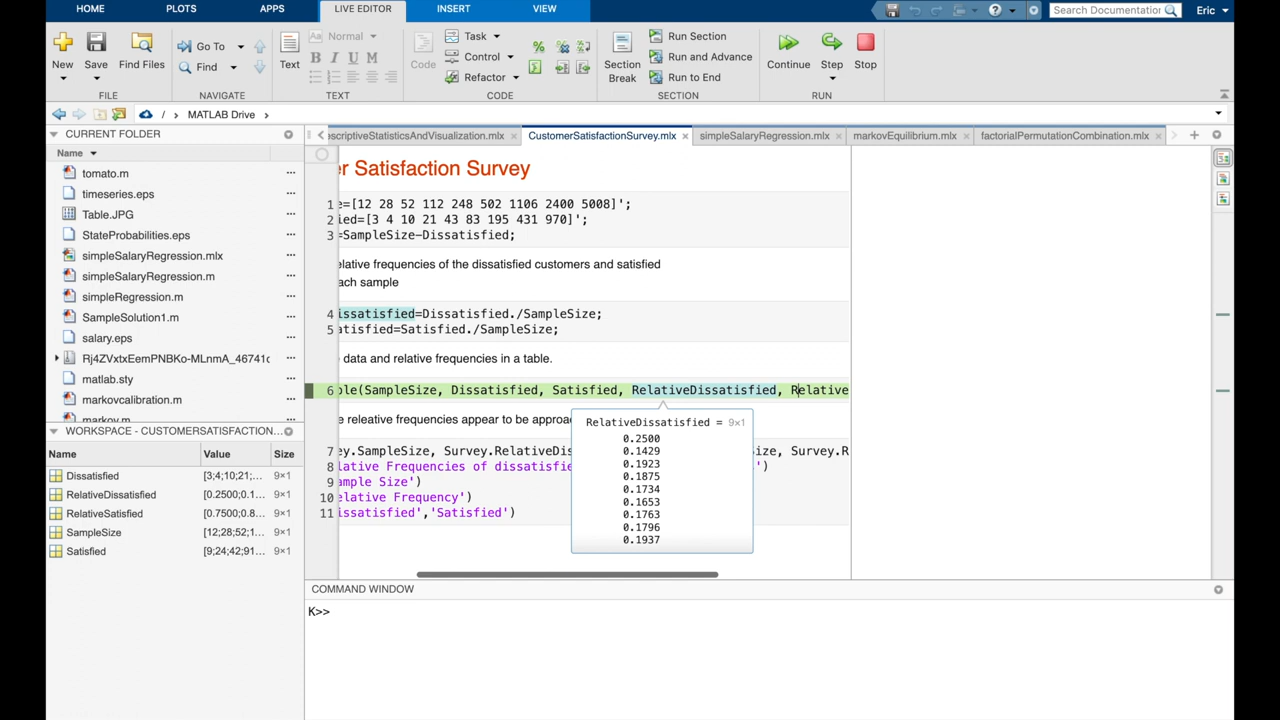 HOME PLOTS APPS LIVE EDITOR INSERT VIEW
Search Documentation Eric
New Save Find Files
Go To
Find
Text
Aa Normal
B I U M
Code
Task
Control
Refactor
Section Break
Run Section
Run and Advance
Run to End
Continue Step Stop
FILE NAVIGATE TEXT CODE SECTION RUN
/ MATLAB Drive
CURRENT FOLDER
Name
tomato.m
timeseries.eps
Table.JPG
StateProbabilities.eps
simpleSalaryRegression.mlx
simpleSalaryRegression.m
simpleRegression.m
SampleSolution1.m
salary.eps
Rj4ZVxtxEemPNBKo-MLnmA_46741c
matlab.sty
markovcalibration.m
markov.m
WORKSPACE - CUSTOMERSATISFACTION...
Name Value Size
Dissatisfied [3;4;10;21;... 9×1
RelativeDissatisfied [0.2500;0.1... 9×1
RelativeSatisfied [0.7500;0.8... 9×1
SampleSize [12;28;52;1... 9×1
Satisfied [9;24;42;91... 9×1
scriptiveStatisticsAndVisualization.mlx CustomerSatisfactionSurvey.mlx simpleSalaryRegression.mlx markovEquilibrium.mlx factorialPermutationCombination.mlx
er Satisfaction Survey
1 e=[12 28 52 112 248 502 1106 2400 5008]';
2 ied=[3 4 10 21 43 83 195 431 970]';
3 =SampleSize-Dissatisfied;
elative frequencies of the dissatisfied customers and satisfied
ach sample
4 issatisfied=Dissatisfied./SampleSize;
5 atisfied=Satisfied./SampleSize;
data and relative frequencies in a table.
6 ble(SampleSize, Dissatisfied, Satisfied, RelativeDissatisfied, Relative
e releative frequencies appear to be approa
7 ey.SampleSize, Survey.RelativeDis ize, Survey.R
8 lative Frequencies of dissatisfie ')
9 ample Size')
10 elative Frequency')
11 issatisfied','Satisfied')
RelativeDissatisfied = 9×1
0.2500
0.1429
0.1923
0.1875
0.1734
0.1653
0.1763
0.1796
0.1937
COMMAND WINDOW
K>>